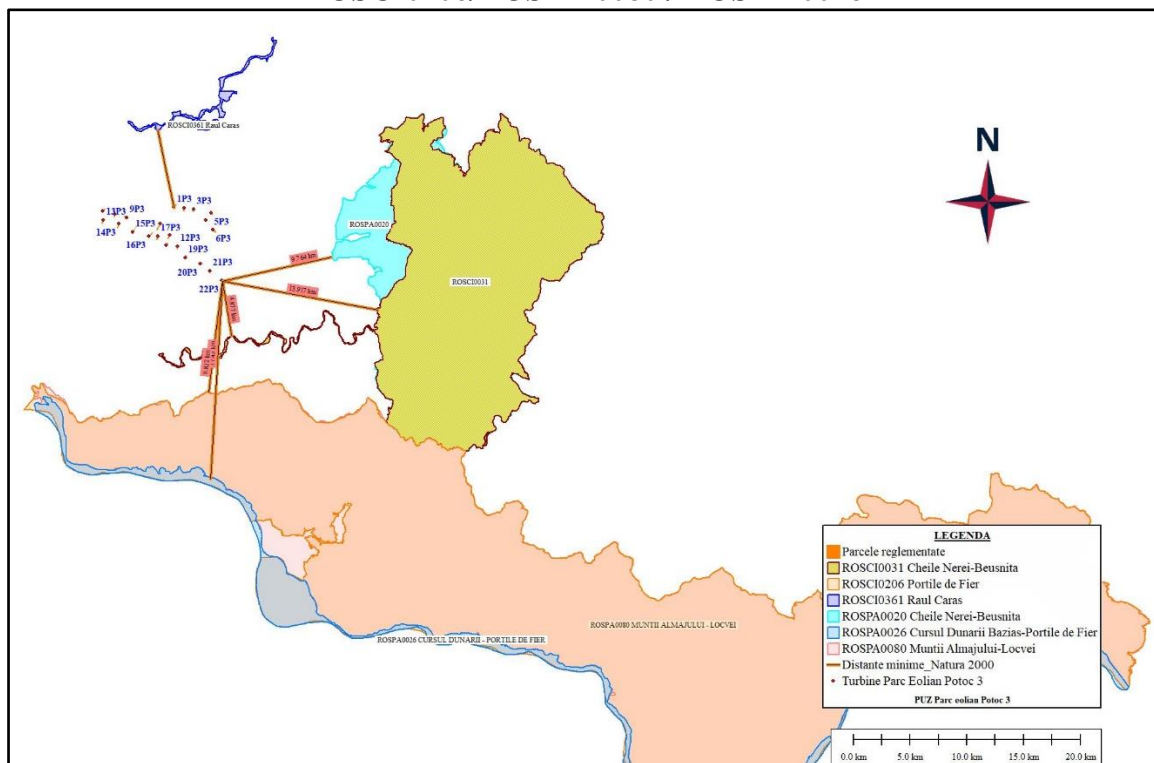 N
ROSCI0361 Raul Caras
1P3
3P3
13P3
9P3
5P3
14P3
15P3
17P3
6P3
16P3
12P3
19P3
20P3
21P3
22P3
ROSPA0020
ROSCI0031
13.917 km
ROSPA0080 MUNTII ALMAJULUI - LOCVEI
ROSPA0026 CURSUL DUNARII - PORTILE DE FIER
LEGENDA
Parcele reglementate
ROSCI0031 Cheile Nerei-Beusnita
ROSCI0206 Portile de Fier
ROSCI0361 Raul Caras
ROSPA0020 Cheile Nerei-Beusnita
ROSPA0026 Cursul Dunarii Bazias-Portile de Fier
ROSPA0080 Muntii Almajului-Locvei
Distante minime_Natura 2000
Turbine Parc Eolian Potoc 3
PUZ Parc eolian Potoc 3
0.0 km 5.0 km 10.0 km 15.0 km 20.0 km